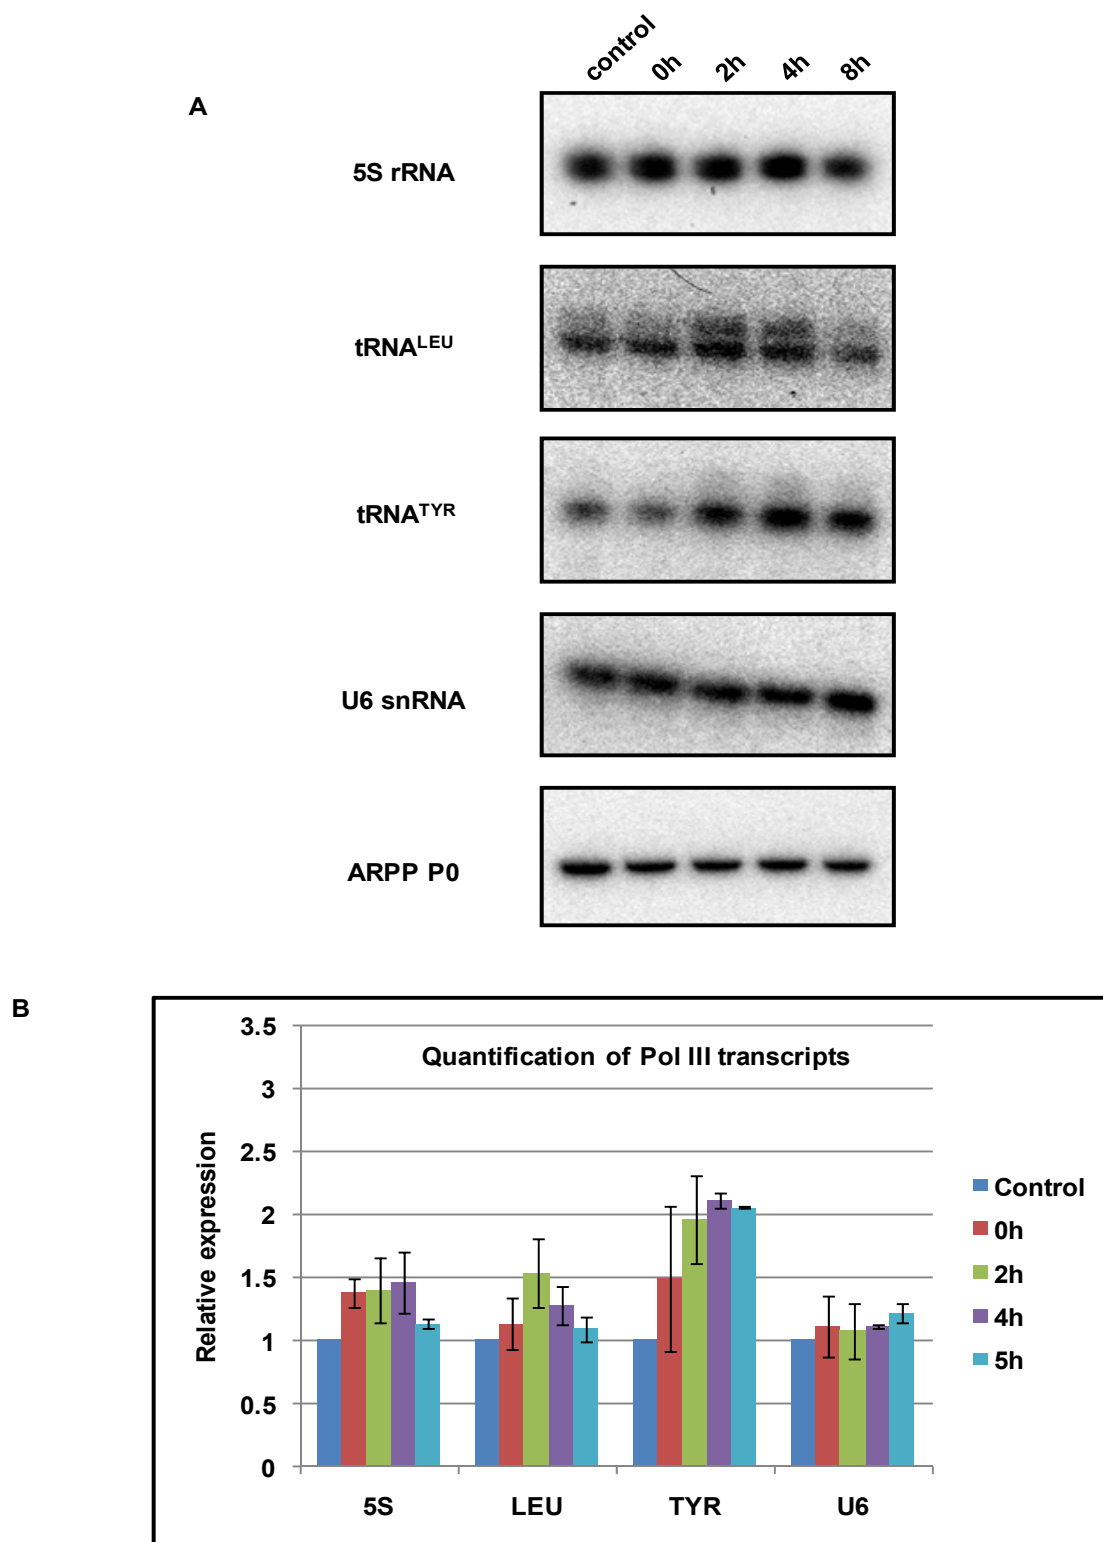 A
control 0h 2h 4h 8h
5S rRNA
tRNALEU
tRNATYR
U6 snRNA
ARPP P0
B
Quantification of Pol III transcripts
Relative expression
3.5
3
2.5
2
1.5
1
0.5
0
5S LEU TYR U6
Control
0h
2h
4h
5h